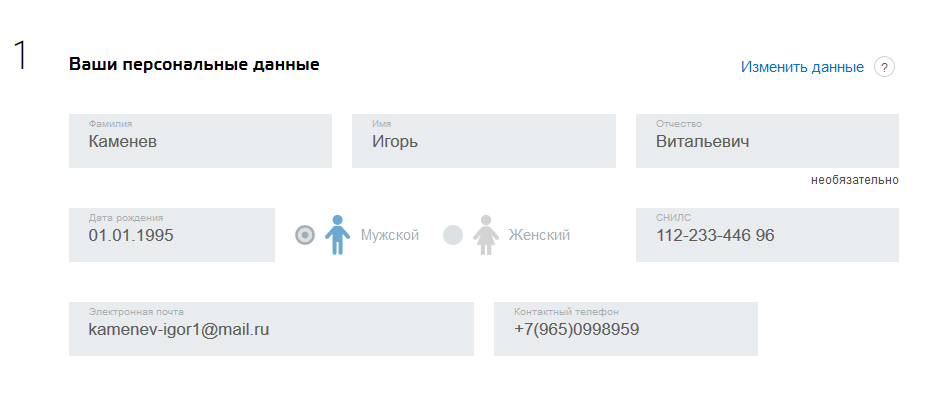 1
Ваши персональные данные
Изменить данные ?
Фамилия
Каменев
Имя
Игорь
Отчество
Витальевич
необязательно
Дата рождения
01.01.1995
Мужской
Женский
СНИЛС
112-233-446 96
Электронная почта
kamenev-igor1@mail.ru
Контактный телефон
+7(965)0998959